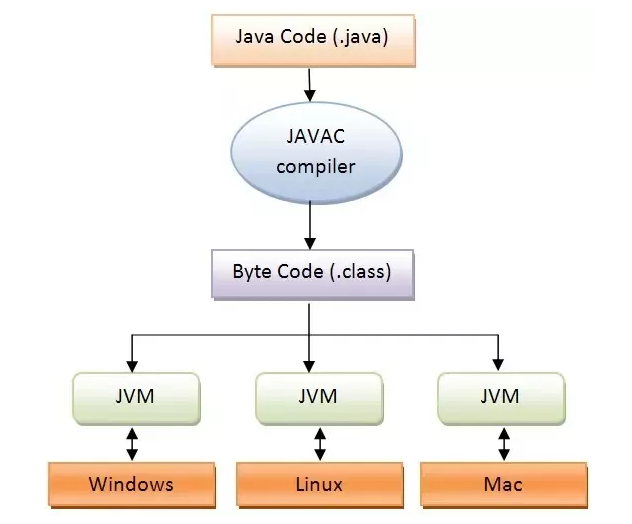 Java Code (.java)
JAVAC
compiler
Byte Code (.class)
JVM
JVM
JVM
Windows
Linux
Mac